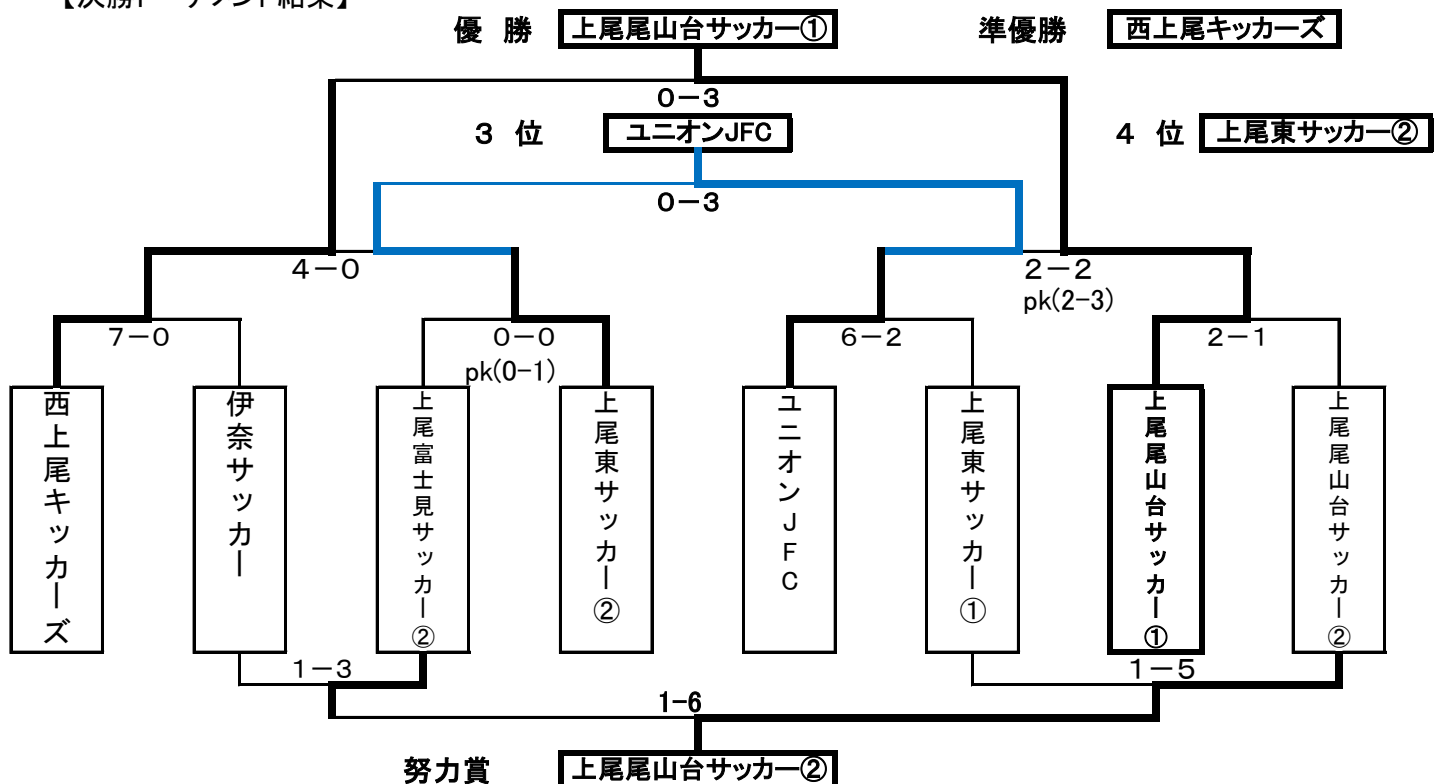 優 勝 上尾尾山台サッカー① 準優勝 西上尾キッカーズ
0-3
3 位 ユニオンJFC 4 位 上尾東サッカー②
0-3
4-0 2-2
pk(2-3)
7-0 0-0 6-2 2-1
pk(0-1)
西上尾キッカーズ
伊奈サッカー
上尾富士見サッカー②
上尾東サッカー②
ユニオンJFC
上尾東サッカー①
上尾尾山台サッカー①
上尾尾山台サッカー②
1-3 1-5
1-6
努力賞 上尾尾山台サッカー②